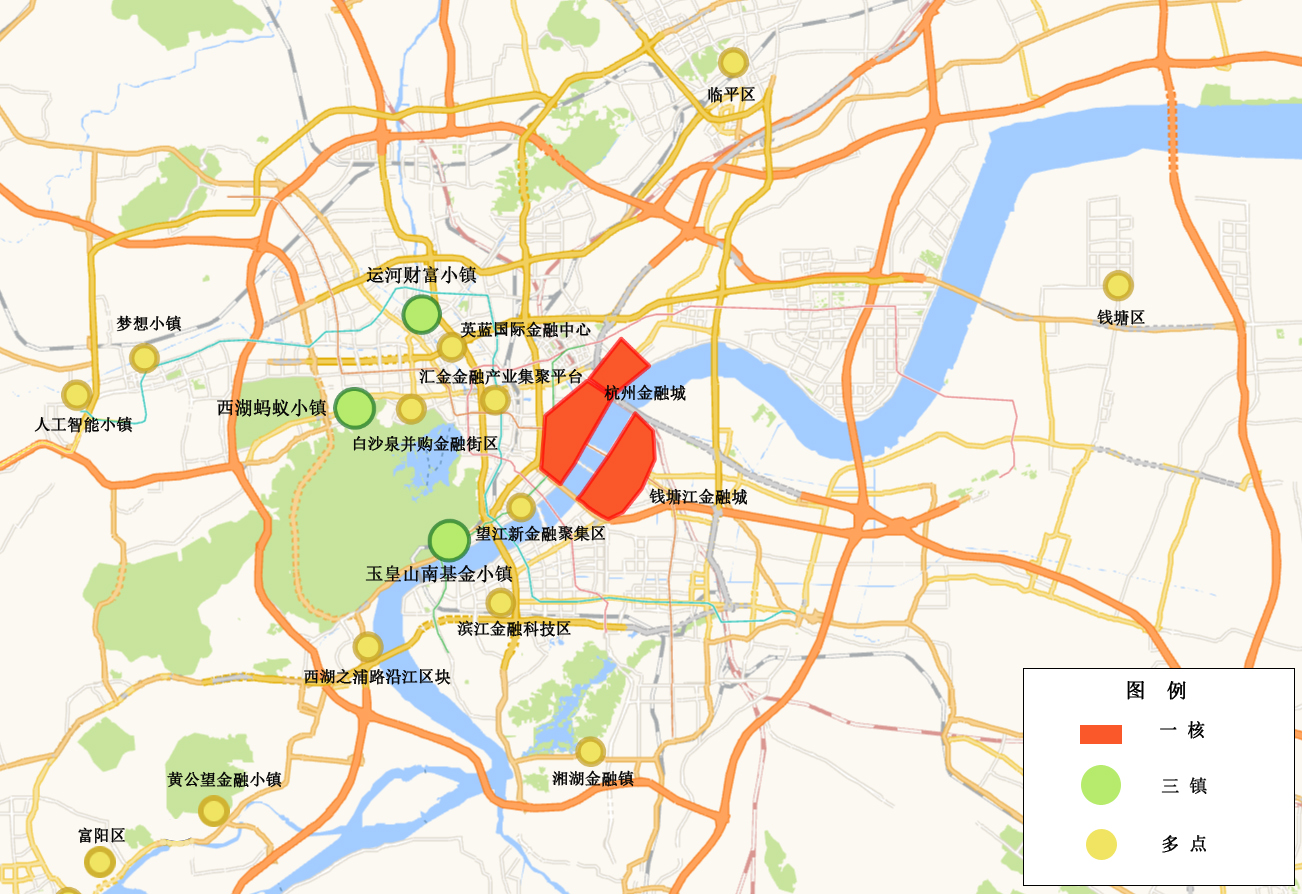 临平区
运河财富小镇
钱塘区
梦想小镇
英蓝国际金融中心
汇金金融产业集聚平台
杭州金融城
西湖蚂蚁小镇
人工智能小镇
白沙泉并购金融街区
钱塘江金融城
望江新金融聚集区
玉皇山南基金小镇
滨江金融科技区
西湖之浦路沿江区块
黄公望金融小镇
湘湖金融镇
富阳区
图 例
一 核
三 镇
多 点